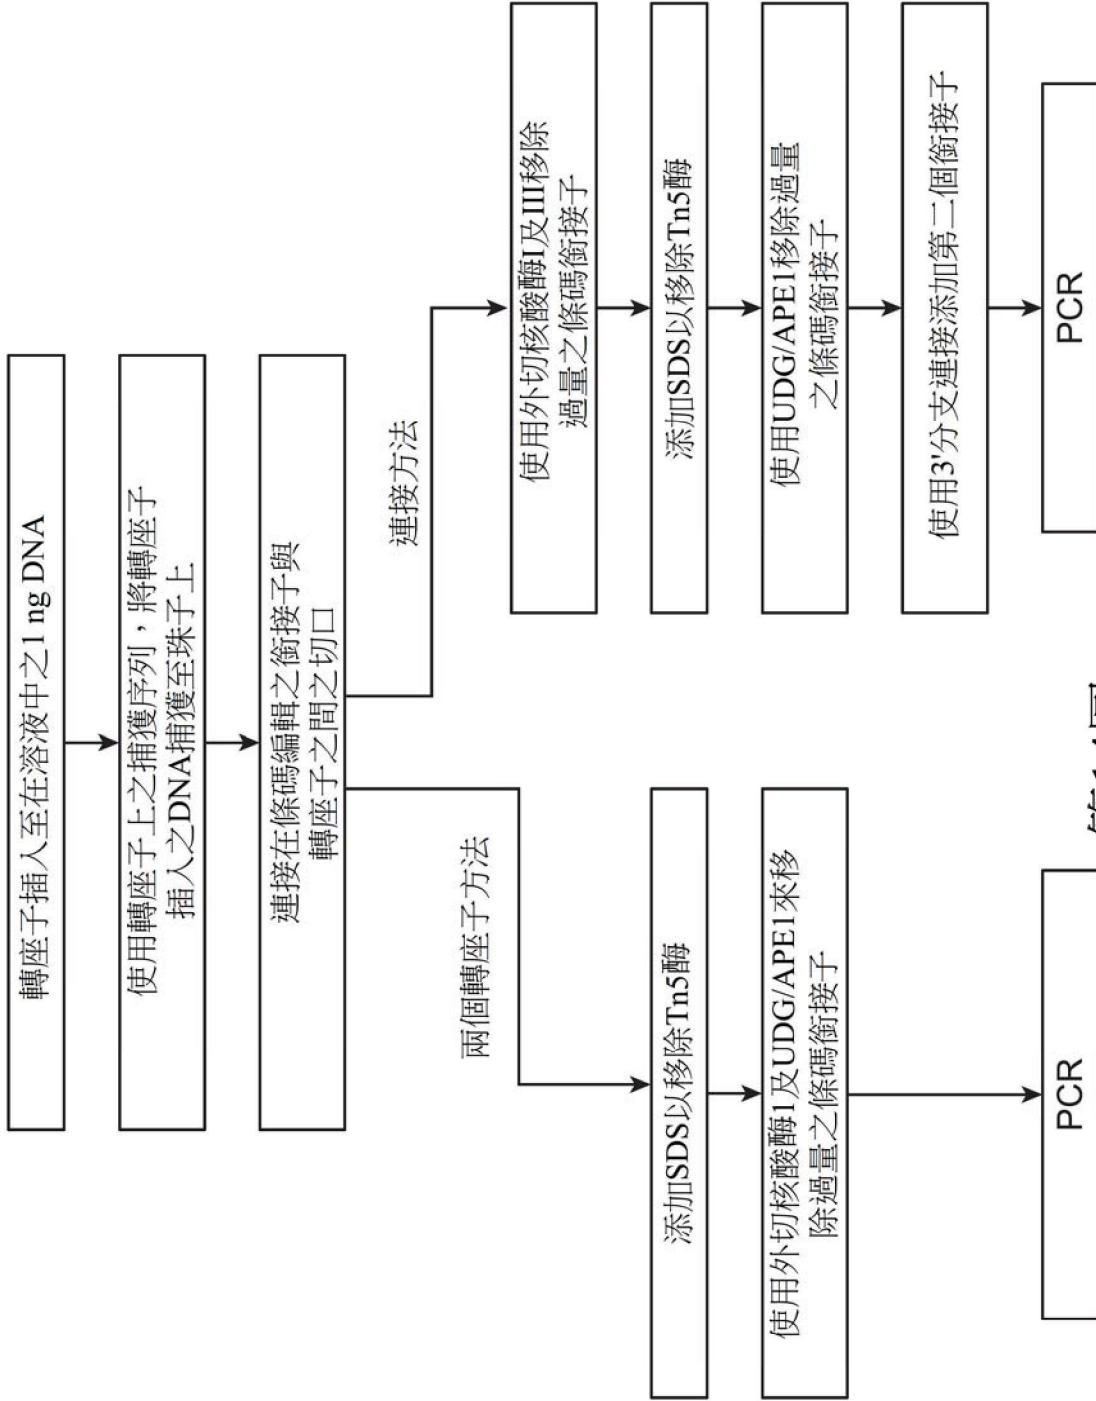 轉座子插入至在溶液中之1 ng DNA
使用轉座子上之捕獲序列，將轉座子
插入之DNA捕獲至珠子上
連接在條碼編輯之銜接子與
轉座子之間之切口
兩個轉座子方法
添加SDS以移除Tn5酶
使用外切核酸酶1及UDG/APE1來移
除過量之條碼銜接子
PCR
連接方法
使用外切核酸酶I及III移除
過量之條碼銜接子
添加SDS以移除Tn5酶
使用UDG/APE1移除過量
之條碼銜接子
使用3'分支連接添加第二個銜接子
PCR